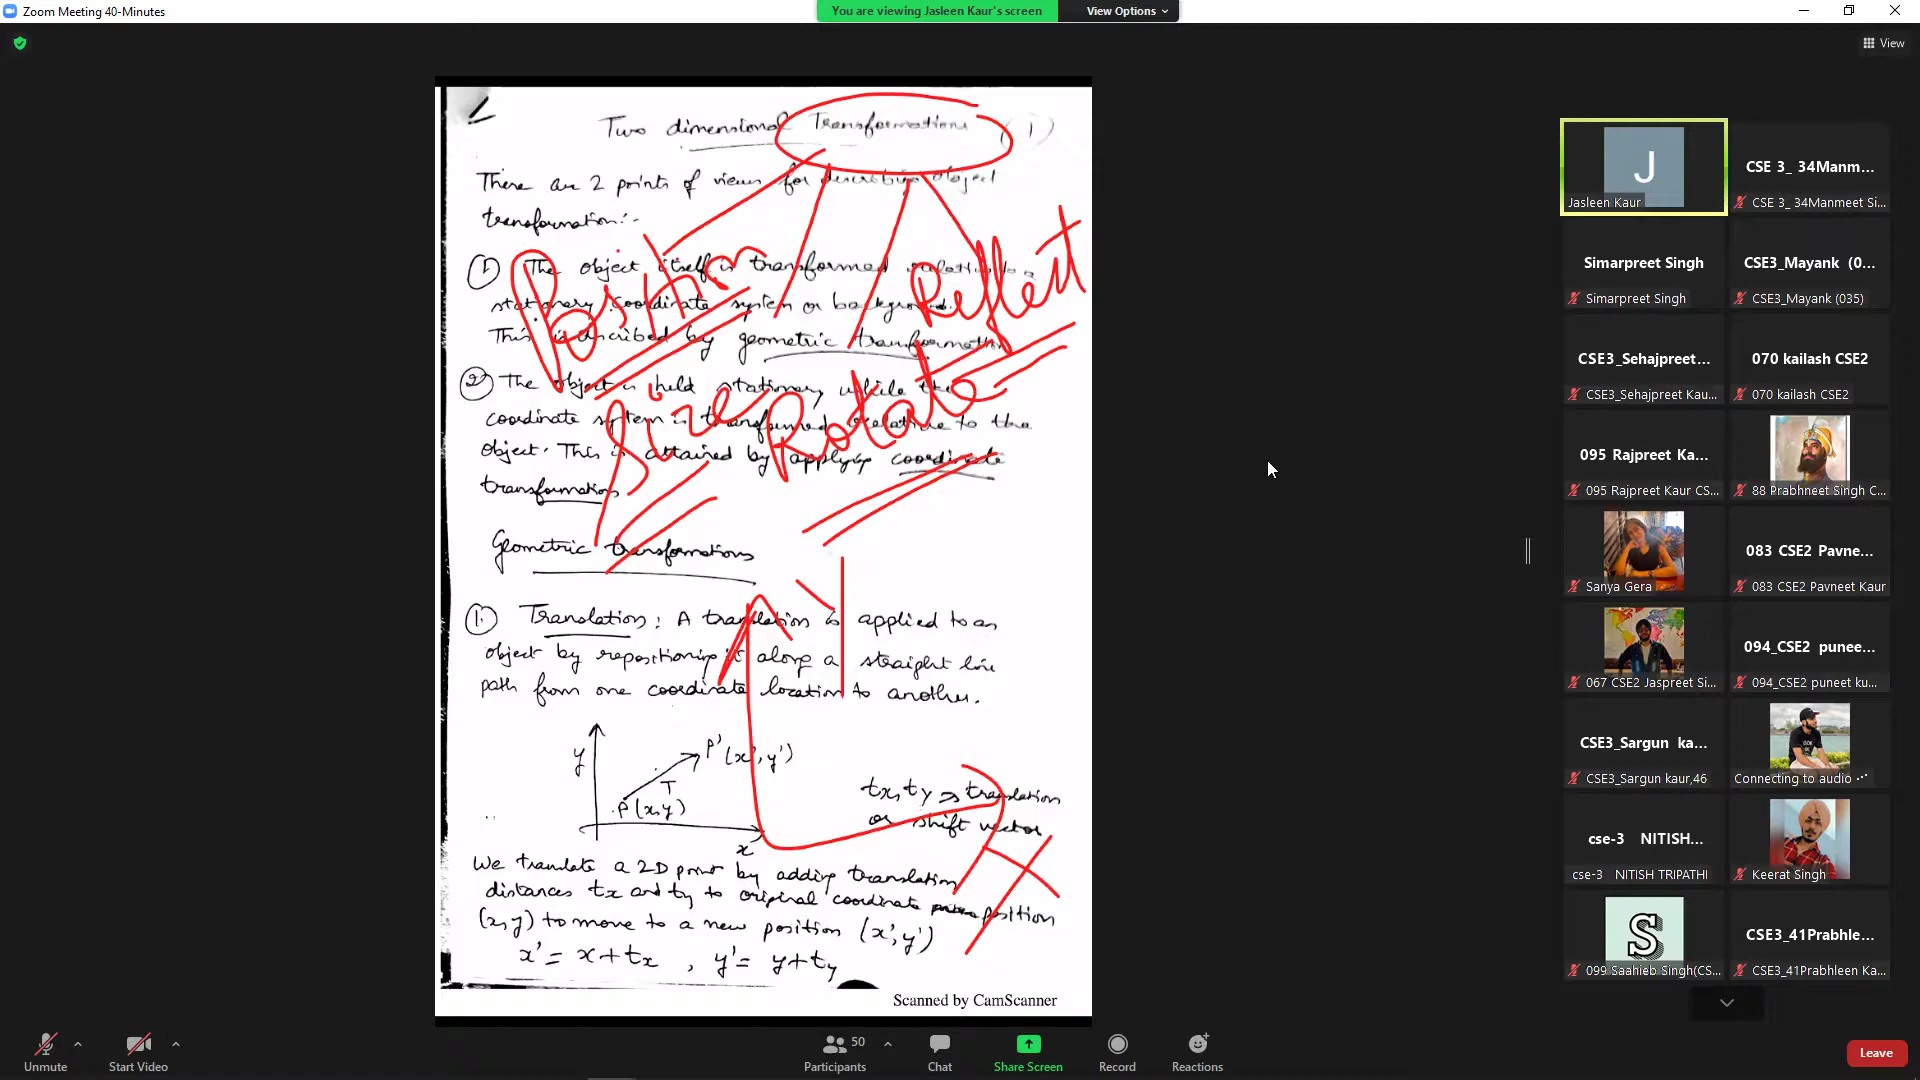 Zoom Meeting 40-Minutes
You are viewing Jasleen Kaur's screen
View Options
View
Two dimensional Transformations (1)
There are 2 points of views for describing object
transformation:-
① The object itself is transformed relative to a
stationary coordinate system or background.
This is described by geometric transformation
② The object is held stationary while the
coordinate system is transformed relative to the
object. This is attained by applying coordinate
transformation
Position
Size
Rotate
Reflect
Geometric transformations
1. Translation: A translation is applied to an
object by repositioning it along a straight line
path from one coordinate location to another.
y
P'(x', y')
T
P(x,y)
x
tx, ty → translation
or shift vector
Y
X
We translate a 2D point by adding translation
distances tx and ty to original coordinate position
(x,y) to move to a new position (x', y')
x' = x+tx , y' = y+ty
Scanned by CamScanner
J
Jasleen Kaur
CSE 3_ 34Manm...
CSE 3_ 34Manmeet Si...
Simarpreet Singh
Simarpreet Singh
CSE3_Mayank (0...
CSE3_Mayank (035)
CSE3_Sehajpreet...
CSE3_Sehajpreet Kau...
070 kailash CSE2
070 kailash CSE2
095 Rajpreet Ka...
095 Rajpreet Kaur CS...
88 Prabhneet Singh C...
Sanya Gera
083 CSE2 Pavne...
083 CSE2 Pavneet Kaur
067 CSE2 Jaspreet Si...
094_CSE2 punee...
094_CSE2 puneet ku...
CSE3_Sargun ka...
CSE3_Sargun kaur,46
Connecting to audio
cse-3 NITISH...
cse-3 NITISH TRIPATHI
Keerat Singh
S
099 Saahieb Singh(CS...
CSE3_41Prabhle...
CSE3_41Prabhleen Ka...
Unmute
Start Video
50
Participants
Chat
Share Screen
Record
Reactions
Leave